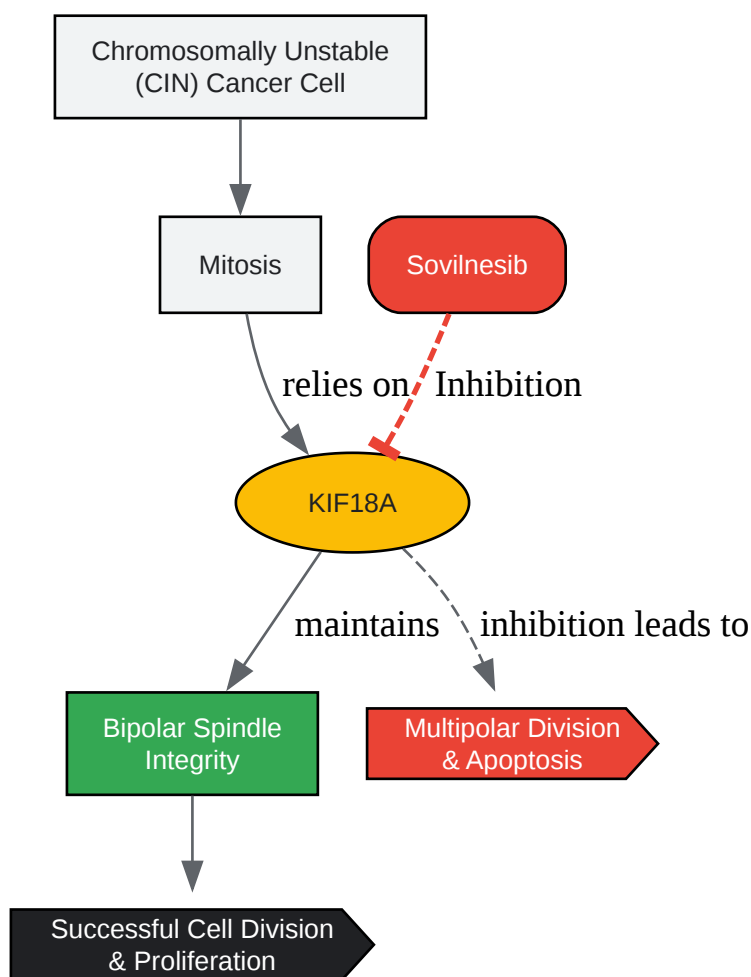 Chromosomally Unstable
(CIN) Cancer Cell
Mitosis
Sovilnesib
relies on
Inhibition
KIF18A
maintains
inhibition leads to
Bipolar Spindle
Integrity
Multipolar Division
& Apoptosis
Successful Cell Division
& Proliferation